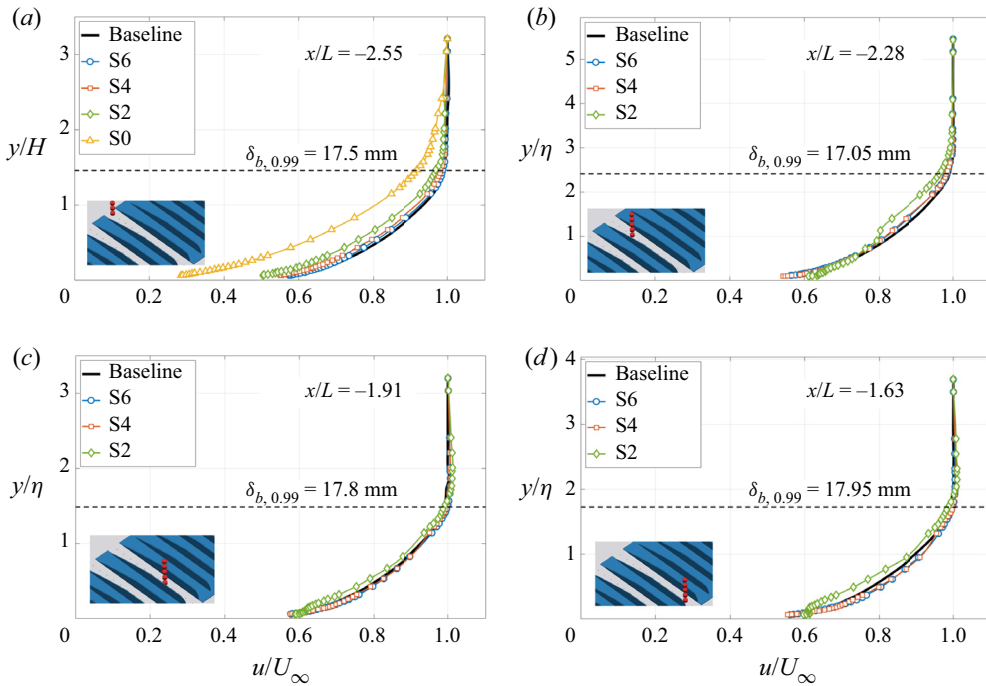 (a)
Baseline
S6
S4
S2
S0
x/L = −2.55
δb, 0.99 = 17.5 mm
y/H
3
2
1
0
0.2
0.4
0.6
0.8
1.0
(b)
Baseline
S6
S4
S2
x/L = −2.28
δb, 0.99 = 17.05 mm
y/η
5
4
3
2
1
0
0.2
0.4
0.6
0.8
1.0
(c)
Baseline
S6
S4
S2
x/L = −1.91
δb, 0.99 = 17.8 mm
y/η
3
2
1
0
0.2
0.4
0.6
0.8
1.0
u/U∞
(d)
Baseline
S6
S4
S2
x/L = −1.63
δb, 0.99 = 17.95 mm
y/η
4
3
2
1
0
0.2
0.4
0.6
0.8
1.0
u/U∞